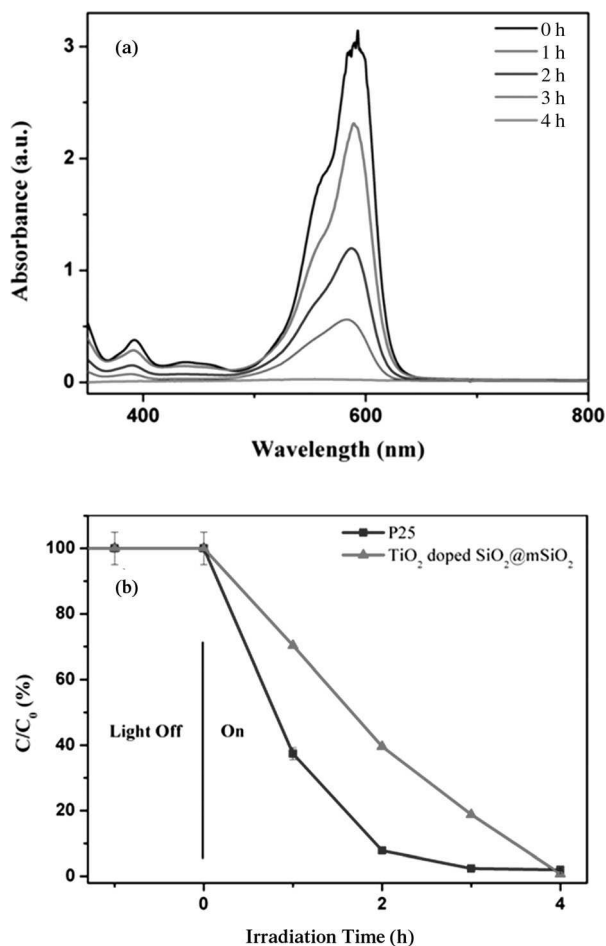 (a)
0 h
1 h
2 h
3 h
4 h
3
2
1
0
Absorbance (a.u.)
400
600
800
Wavelength (nm)
(b)
P25
TiO₂ doped SiO₂@mSiO₂
100
80
60
40
20
0
C/C₀ (%)
Light Off
On
0
2
4
Irradiation Time (h)